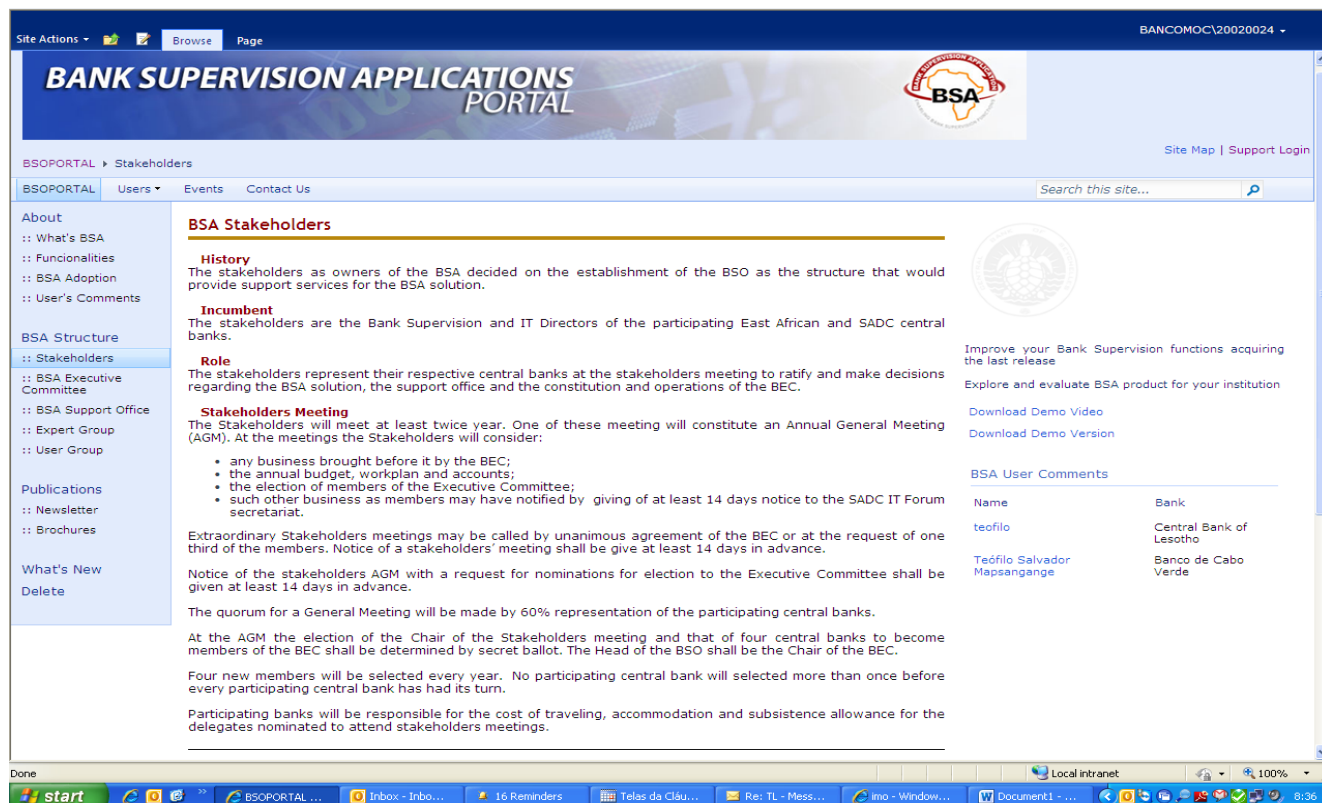 Site Actions
Browse
Page
BANCOMOC\20020024
BANK SUPERVISION APPLICATIONS
PORTAL
BANK SUPERVISION APPLICATION
BSA
Site Map | Support Login
BSOPORTAL
Stakeholders
BSOPORTAL
Users
Events
Contact Us
Search this site...
About
:: What's BSA
:: Funcionalities
:: BSA Adoption
:: User's Comments
BSA Structure
:: Stakeholders
:: BSA Executive
Committee
:: BSA Support Office
:: Expert Group
:: User Group
Publications
:: Newsletter
:: Brochures
What's New
Delete
BSA Stakeholders
History
The stakeholders as owners of the BSA decided on the establishment of the BSO as the structure that would
provide support services for the BSA solution.
Incumbent
The stakeholders are the Bank Supervision and IT Directors of the participating East African and SADC central
banks.
Role
The stakeholders represent their respective central banks at the stakeholders meeting to ratify and make decisions
regarding the BSA solution, the support office and the constitution and operations of the BEC.
Stakeholders Meeting
The Stakeholders will meet at least twice year. One of these meeting will constitute an Annual General Meeting
(AGM). At the meetings the Stakeholders will consider:
• any business brought before it by the BEC;
• the annual budget, workplan and accounts;
• the election of members of the Executive Committee;
• such other business as members may have notified by giving of at least 14 days notice to the SADC IT Forum
secretariat.
Extraordinary Stakeholders meetings may be called by unanimous agreement of the BEC or at the request of one
third of the members. Notice of a stakeholders' meeting shall be give at least 14 days in advance.
Notice of the stakeholders AGM with a request for nominations for election to the Executive Committee shall be
given at least 14 days in advance.
The quorum for a General Meeting will be made by 60% representation of the participating central banks.
At the AGM the election of the Chair of the Stakeholders meeting and that of four central banks to become
members of the BEC shall be determined by secret ballot. The Head of the BSO shall be the Chair of the BEC.
Four new members will be selected every year. No participating central bank will selected more than once before
every participating central bank has had its turn.
Participating banks will be responsible for the cost of traveling, accommodation and subsistence allowance for the
delegates nominated to attend stakeholders meetings.
Improve your Bank Supervision functions acquiring
the last release
Explore and evaluate BSA product for your institution
Download Demo Video
Download Demo Version
BSA User Comments
Name
Bank
teofilo
Central Bank of
Lesotho
Teófilo Salvador
Mapsangange
Banco de Cabo
Verde
Done
Local intranet
100%
start
BSOPORTAL ...
Inbox - Inbo...
16 Reminders
Telas da Cláu...
Re: TL - Mess...
imo - Window...
Document1 - ...
8:36